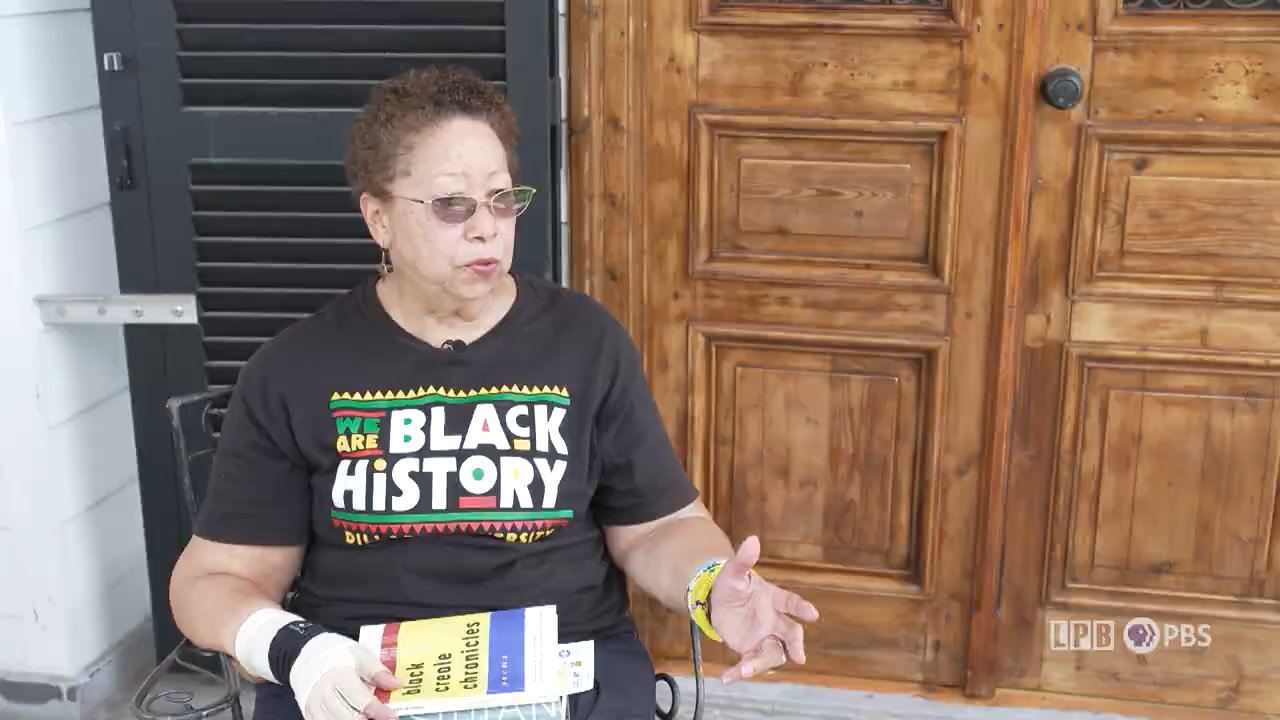 WE
ARE
BLACK
HiSTORY
black
creole
chronicles
LPB PBS